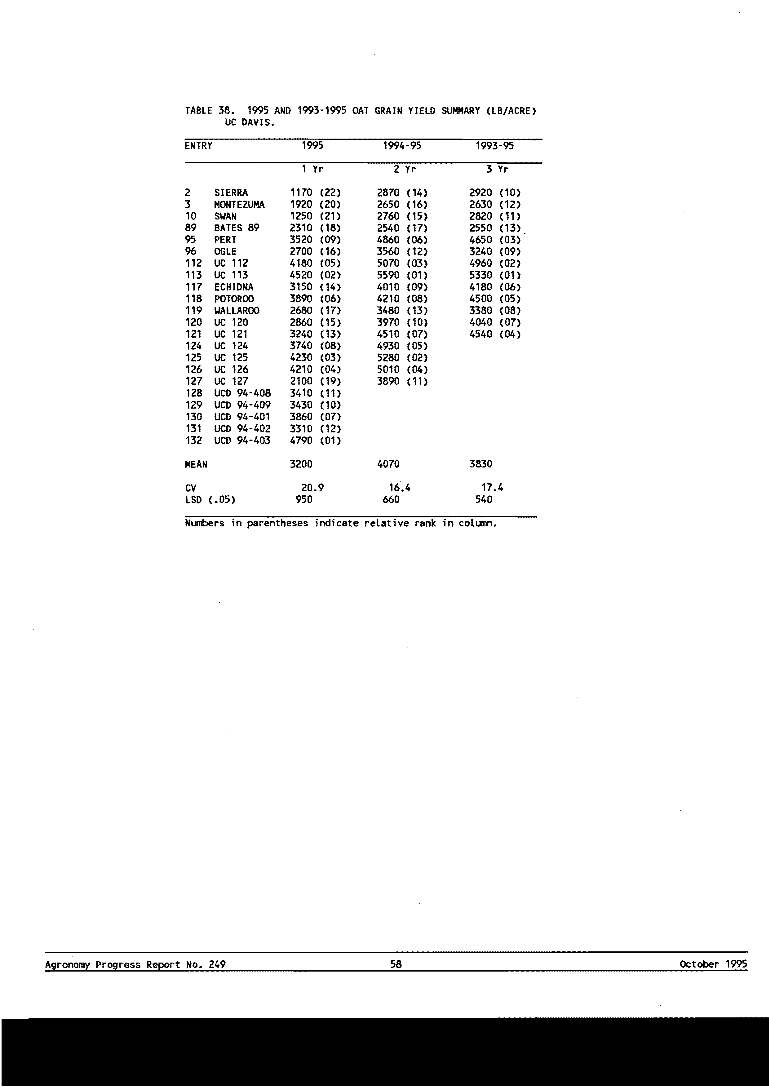 TABLE 38. 1995 AND 1993-1995 OAT GRAIN YIELD SUMMARY (LB/ACRE)
UC DAVIS.
ENTRY 1995 1994-95 1993-95
1 Yr 2 Yr 3 Yr
2 SIERRA 1170 (22) 2870 (14) 2920 (10)
3 MONTEZUMA 1920 (20) 2650 (16) 2630 (12)
10 SWAN 1250 (21) 2760 (15) 2820 (11)
89 BATES 89 2310 (18) 2540 (17) 2550 (13)
95 PERT 3520 (09) 4860 (06) 4650 (03)
96 OGLE 2700 (16) 3560 (12) 3240 (09)
112 UC 112 4180 (05) 5070 (03) 4960 (02)
113 UC 113 4520 (02) 5590 (01) 5330 (01)
117 ECHIDNA 3150 (14) 4010 (09) 4180 (06)
118 POTOROO 3890 (06) 4210 (08) 4500 (05)
119 WALLAROO 2680 (17) 3480 (13) 3380 (08)
120 UC 120 2860 (15) 3970 (10) 4040 (07)
121 UC 121 3240 (13) 4510 (07) 4540 (04)
124 UC 124 3740 (08) 4930 (05)
125 UC 125 4230 (03) 5280 (02)
126 UC 126 4210 (04) 5010 (04)
127 UC 127 2100 (19) 3890 (11)
128 UCD 94-408 3410 (11)
129 UCD 94-409 3430 (10)
130 UCD 94-401 3860 (07)
131 UCD 94-402 3310 (12)
132 UCD 94-403 4790 (01)
MEAN 3200 4070 3830
CV 20.9 16.4 17.4
LSD (.05) 950 660 540
Numbers in parentheses indicate relative rank in column.
Agronomy Progress Report No. 249 58 October 1995